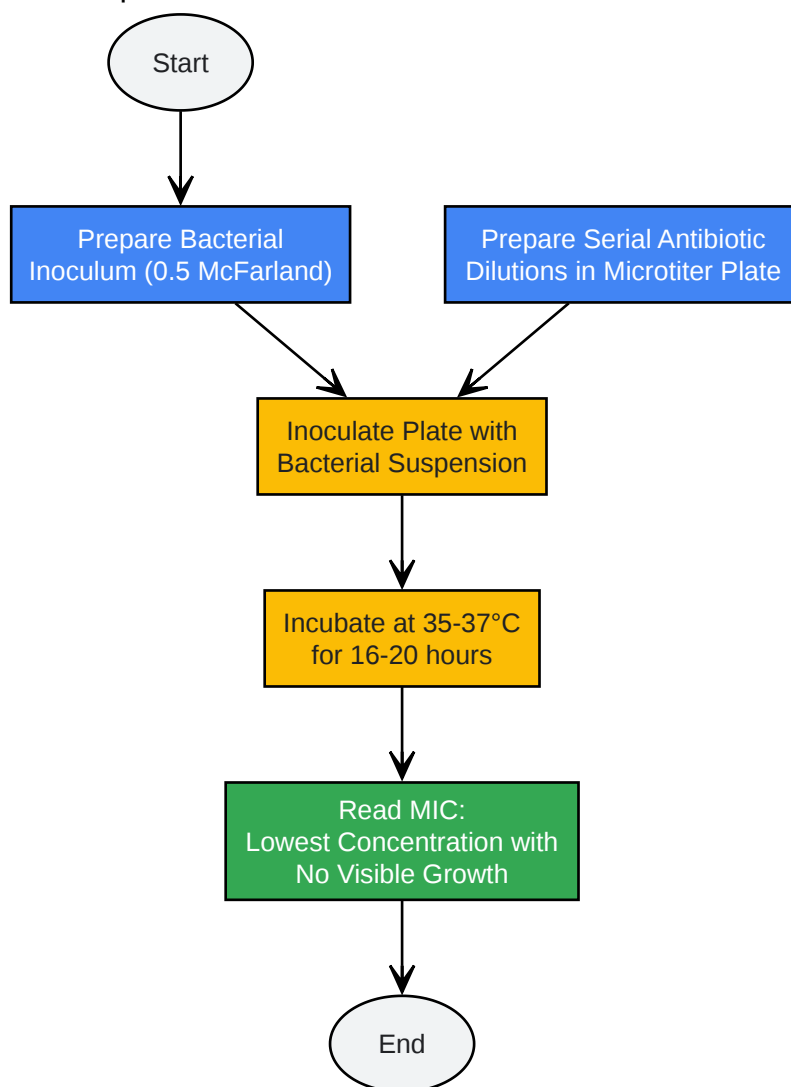 Start
Prepare Bacterial
Inoculum (0.5 McFarland)
Prepare Serial Antibiotic
Dilutions in Microtiter Plate
Inoculate Plate with
Bacterial Suspension
Incubate at 35-37°C
for 16-20 hours
Read MIC:
Lowest Concentration with
No Visible Growth
End